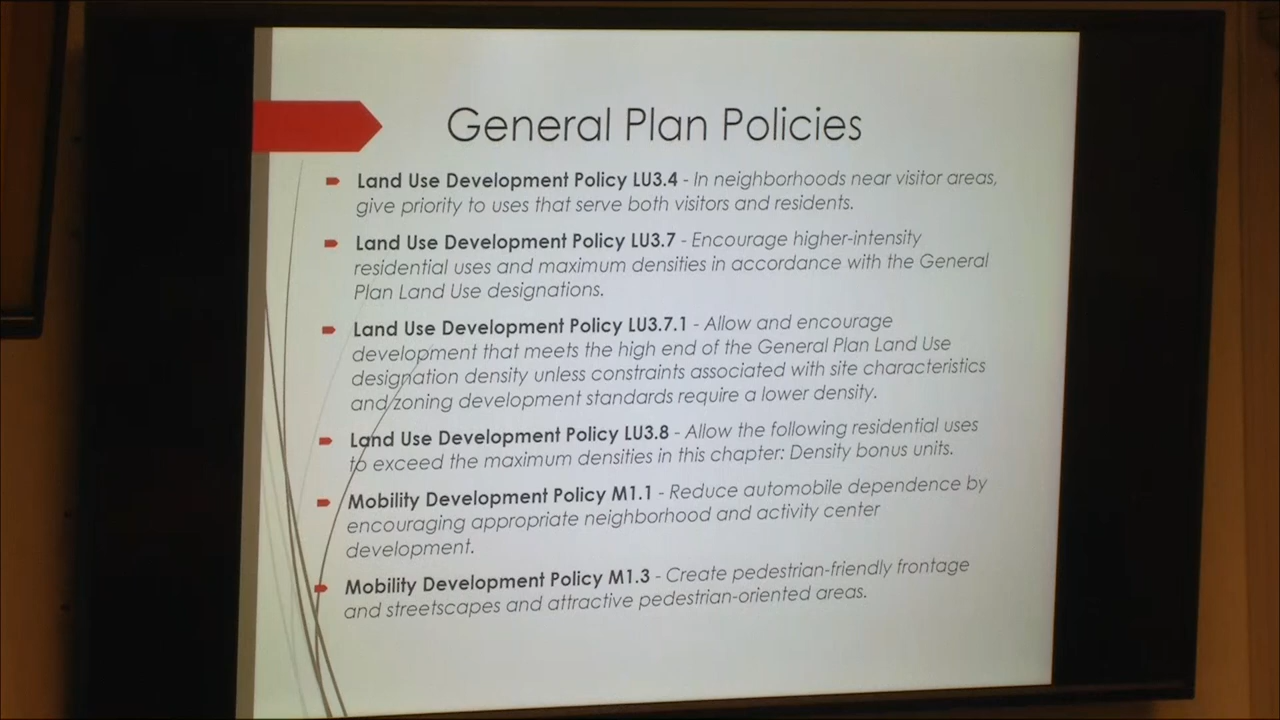 General Plan Policies
Land Use Development Policy LU3.4 - In neighborhoods near visitor areas,
give priority to uses that serve both visitors and residents.
Land Use Development Policy LU3.7 - Encourage higher-intensity
residential uses and maximum densities in accordance with the General
Plan Land Use designations.
Land Use Development Policy LU3.7.1 - Allow and encourage
development that meets the high end of the General Plan Land Use
designation density unless constraints associated with site characteristics
and zoning development standards require a lower density.
Land Use Development Policy LU3.8 - Allow the following residential uses
to exceed the maximum densities in this chapter: Density bonus units.
Mobility Development Policy M1.1 - Reduce automobile dependence by
encouraging appropriate neighborhood and activity center
development.
Mobility Development Policy M1.3 - Create pedestrian-friendly frontage
and streetscapes and attractive pedestrian-oriented areas.